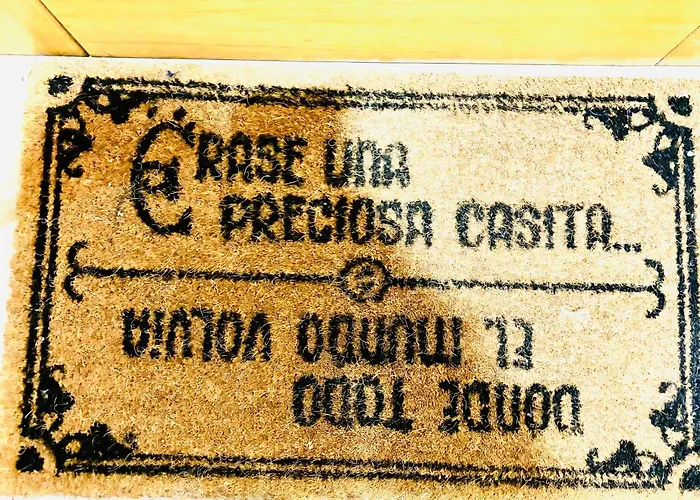 ERASE UNA
PRECIOSA CASITA...
DONDE TODO
EL MUNDO VOLVIA